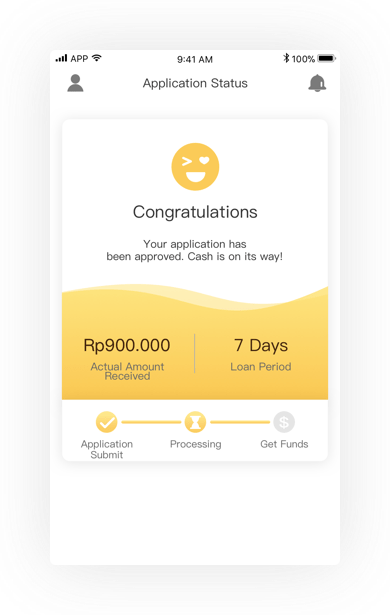 APP 9:41 AM 100%
Application Status
Congratulations
Your application has
been approved. Cash is on its way!
Rp900.000 7 Days
Actual Amount Loan Period
Received
$
Application Processing Get Funds
Submit